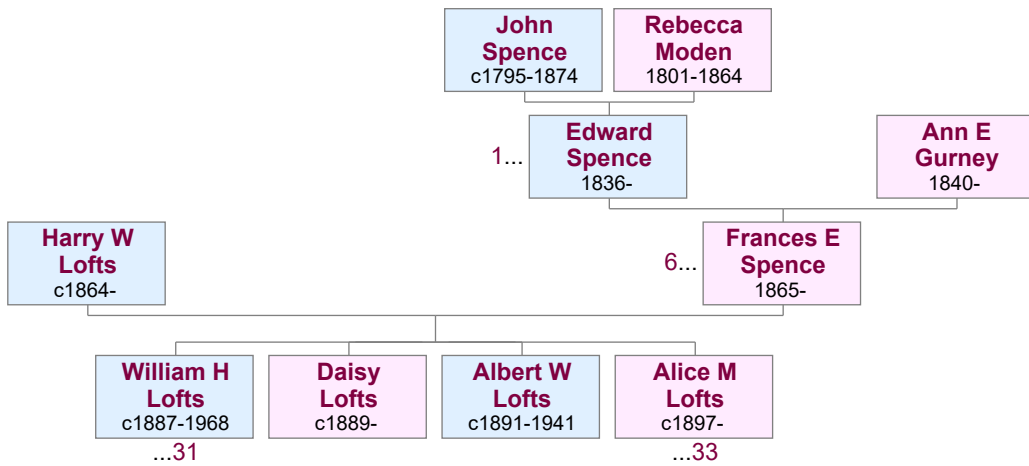 John
Spence
c1795-1874
Rebecca
Moden
1801-1864
1...
Edward
Spence
1836-
Ann E
Gurney
1840-
Harry W
Lofts
c1864-
6...
Frances E
Spence
1865-
William H
Lofts
c1887-1968
Daisy
Lofts
c1889-
Albert W
Lofts
c1891-1941
Alice M
Lofts
c1897-
...31
...33